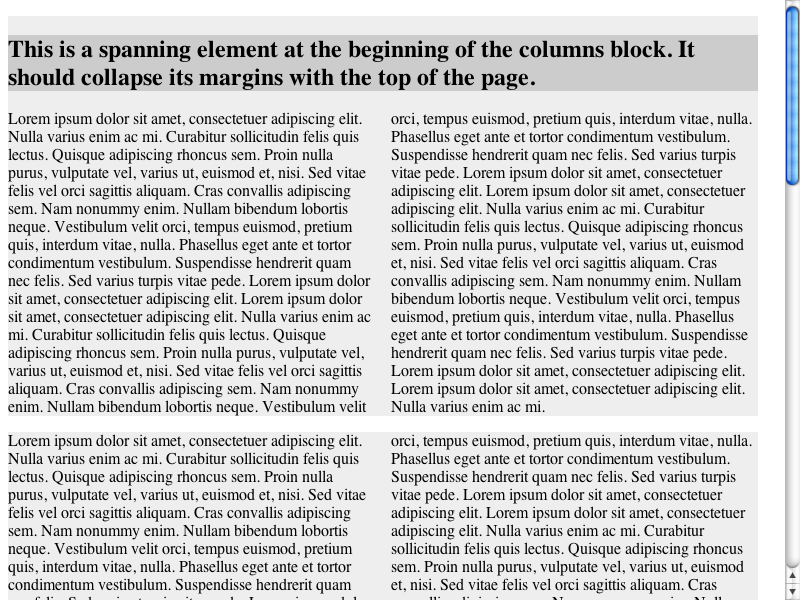 This is a spanning element at the beginning of the columns block. It
should collapse its margins with the top of the page.
Lorem ipsum dolor sit amet, consectetuer adipiscing elit.
Nulla varius enim ac mi. Curabitur sollicitudin felis quis
lectus. Quisque adipiscing rhoncus sem. Proin nulla
purus, vulputate vel, varius ut, euismod et, nisi. Sed vitae
felis vel orci sagittis aliquam. Cras convallis adipiscing
sem. Nam nonummy enim. Nullam bibendum lobortis
neque. Vestibulum velit orci, tempus euismod, pretium
quis, interdum vitae, nulla. Phasellus eget ante et tortor
condimentum vestibulum. Suspendisse hendrerit quam
nec felis. Sed varius turpis vitae pede. Lorem ipsum dolor
sit amet, consectetuer adipiscing elit. Lorem ipsum dolor
sit amet, consectetuer adipiscing elit. Nulla varius enim ac
mi. Curabitur sollicitudin felis quis lectus. Quisque
adipiscing rhoncus sem. Proin nulla purus, vulputate vel,
varius ut, euismod et, nisi. Sed vitae felis vel orci sagittis
aliquam. Cras convallis adipiscing sem. Nam nonummy
enim. Nullam bibendum lobortis neque. Vestibulum velit
orci, tempus euismod, pretium quis, interdum vitae, nulla.
Phasellus eget ante et tortor condimentum vestibulum.
Suspendisse hendrerit quam nec felis. Sed varius turpis
vitae pede. Lorem ipsum dolor sit amet, consectetuer
adipiscing elit. Lorem ipsum dolor sit amet, consectetuer
adipiscing elit. Nulla varius enim ac mi. Curabitur
sollicitudin felis quis lectus. Quisque adipiscing rhoncus
sem. Proin nulla purus, vulputate vel, varius ut, euismod
et, nisi. Sed vitae felis vel orci sagittis aliquam. Cras
convallis adipiscing sem. Nam nonummy enim. Nullam
bibendum lobortis neque. Vestibulum velit orci, tempus
euismod, pretium quis, interdum vitae, nulla. Phasellus
eget ante et tortor condimentum vestibulum. Suspendisse
hendrerit quam nec felis. Sed varius turpis vitae pede.
Lorem ipsum dolor sit amet, consectetuer adipiscing elit.
Lorem ipsum dolor sit amet, consectetuer adipiscing elit.
Nulla varius enim ac mi.
Lorem ipsum dolor sit amet, consectetuer adipiscing elit.
Nulla varius enim ac mi. Curabitur sollicitudin felis quis
lectus. Quisque adipiscing rhoncus sem. Proin nulla
purus, vulputate vel, varius ut, euismod et, nisi. Sed vitae
felis vel orci sagittis aliquam. Cras convallis adipiscing
sem. Nam nonummy enim. Nullam bibendum lobortis
neque. Vestibulum velit orci, tempus euismod, pretium
quis, interdum vitae, nulla. Phasellus eget ante et tortor
condimentum vestibulum. Suspendisse hendrerit quam
orci, tempus euismod, pretium quis, interdum vitae, nulla.
Phasellus eget ante et tortor condimentum vestibulum.
Suspendisse hendrerit quam nec felis. Sed varius turpis
vitae pede. Lorem ipsum dolor sit amet, consectetuer
adipiscing elit. Lorem ipsum dolor sit amet, consectetuer
adipiscing elit. Nulla varius enim ac mi. Curabitur
sollicitudin felis quis lectus. Quisque adipiscing rhoncus
sem. Proin nulla purus, vulputate vel, varius ut, euismod
et, nisi. Sed vitae felis vel orci sagittis aliquam. Cras